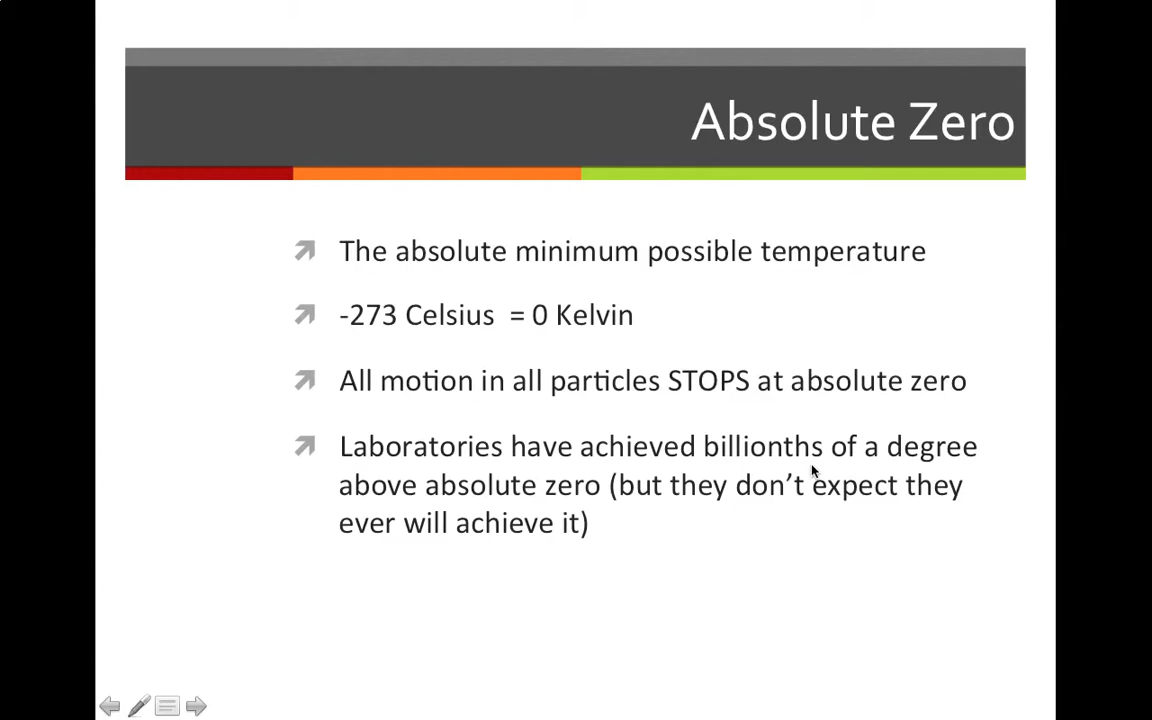 Absolute Zero
The absolute minimum possible temperature
-273 Celsius  = 0 Kelvin
All motion in all particles STOPS at absolute zero
Laboratories have achieved billionths of a degree
above absolute zero (but they don’t expect they
ever will achieve it)